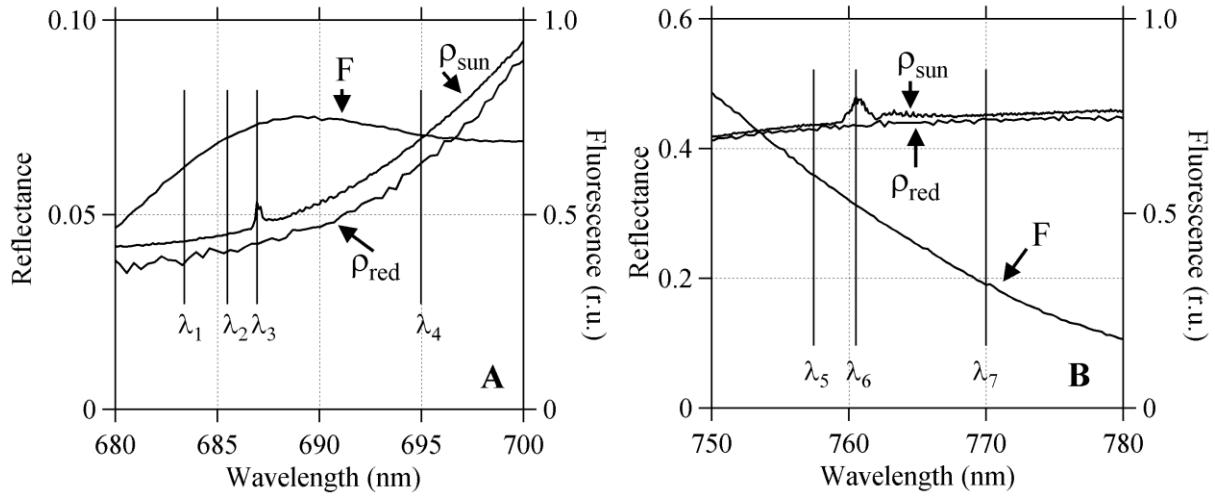 0.10
1.0
ρsun
F
Reflectance
0.05
0.5
Fluorescence (r.u.)
ρred
λ1
λ2
λ3
λ4
A
0
0
680
685
690
695
700
Wavelength (nm)
0.6
1.0
ρsun
0.4
ρred
Reflectance
0.5
Fluorescence (r.u.)
F
0.2
λ5
λ6
λ7
B
0
0
750
760
770
780
Wavelength (nm)